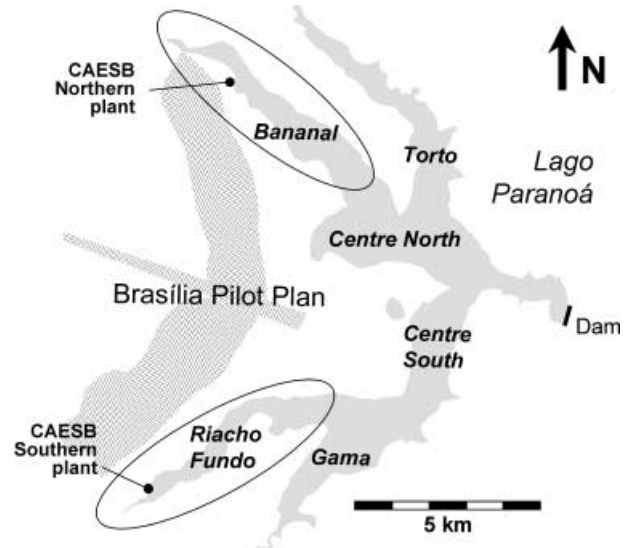 CAESB
Northern
plant
N
Bananal
Torto
Lago
Paranoá
Centre North
Brasília Pilot Plan
Dam
Centre
South
CAESB
Southern
plant
Riacho
Fundo
Gama
5 km